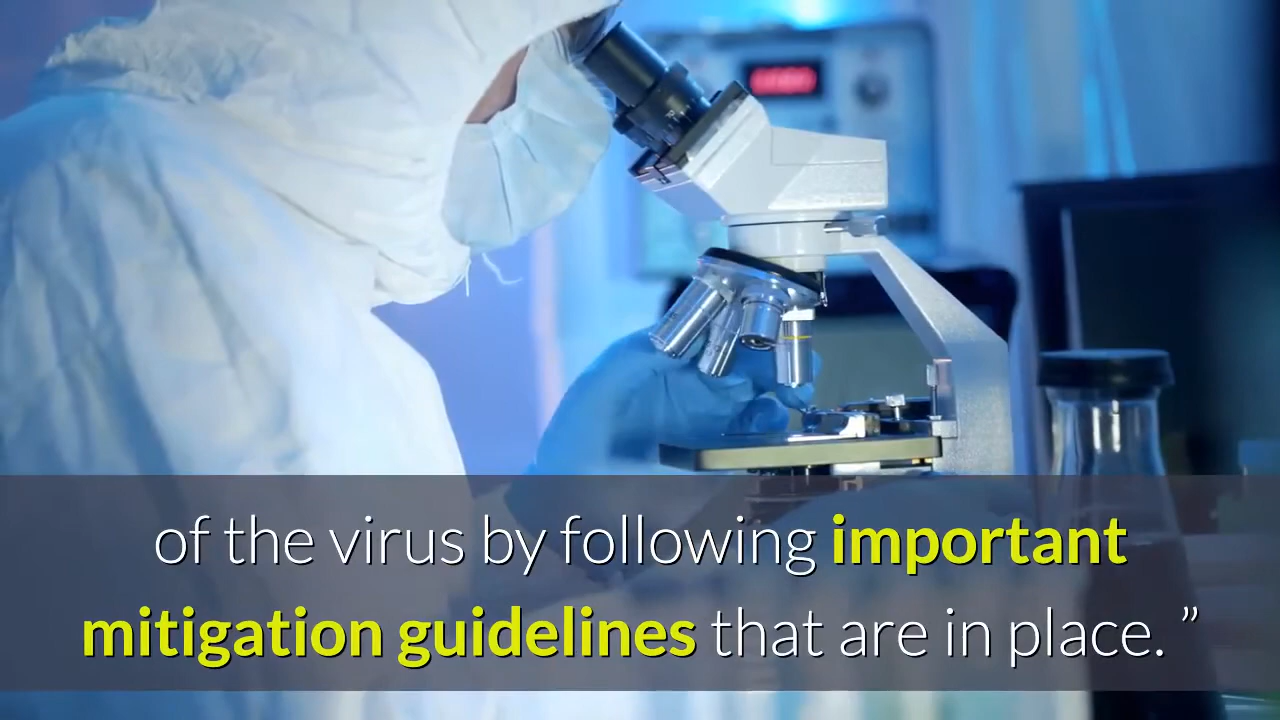 of the virus by following important
mitigation guidelines that are in place. ”